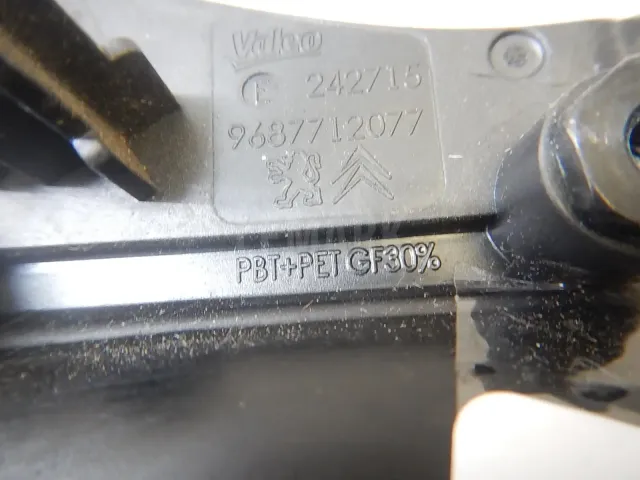 Valeo
E 242715
9687712077
PBT+PET GF30%